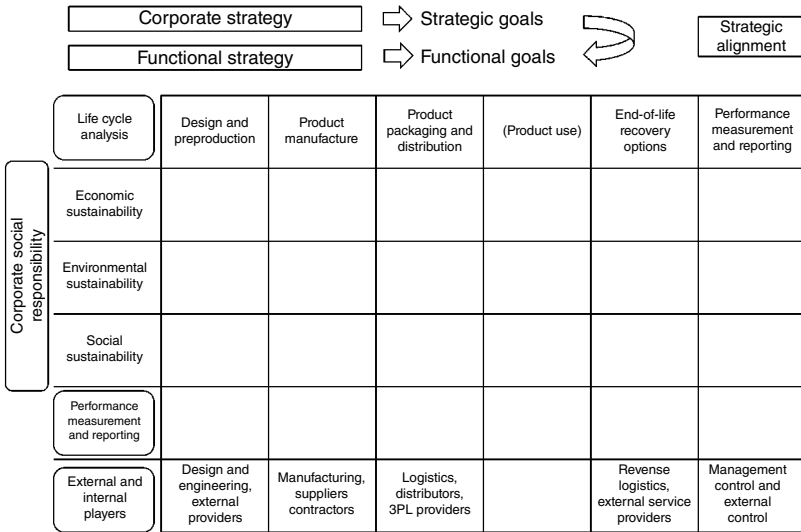 Corporate strategy
Strategic goals
Functional strategy
Functional goals
Strategic
alignment
Life cycle
analysis
Design and
preproduction
Product
manufacture
Product
packaging and
distribution
(Product use)
End-of-life
recovery
options
Performance
measurement
and reporting
Corporate social
responsibility
Economic
sustainability
Environmental
sustainability
Social
sustainability
Performance
measurement
and reporting
External and
internal
players
Design and
engineering,
external
providers
Manufacturing,
suppliers
contractors
Logistics,
distributors,
3PL providers
Reverse
logistics,
external service
providers
Management
control and
external
control